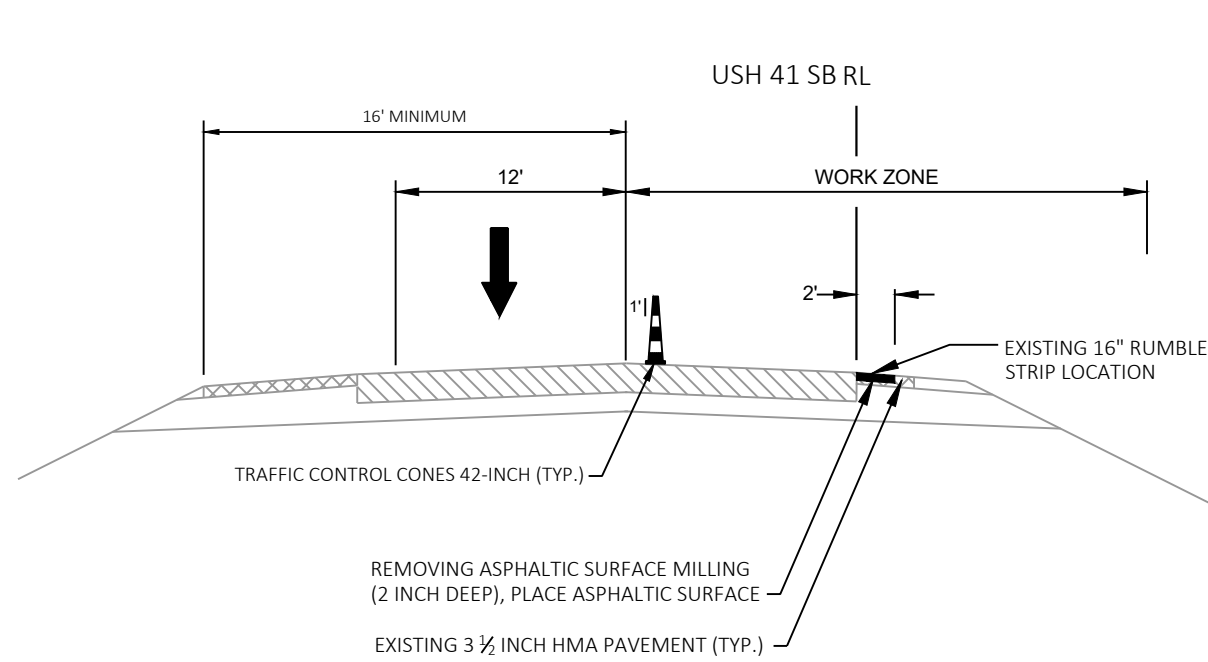 USH 41 SB RL
16' MINIMUM
12'
WORK ZONE
2'
1'
EXISTING 16" RUMBLE
STRIP LOCATION
TRAFFIC CONTROL CONES 42-INCH (TYP.)
REMOVING ASPHALTIC SURFACE MILLING
(2 INCH DEEP), PLACE ASPHALTIC SURFACE
EXISTING 3 1/2 INCH HMA PAVEMENT (TYP.)